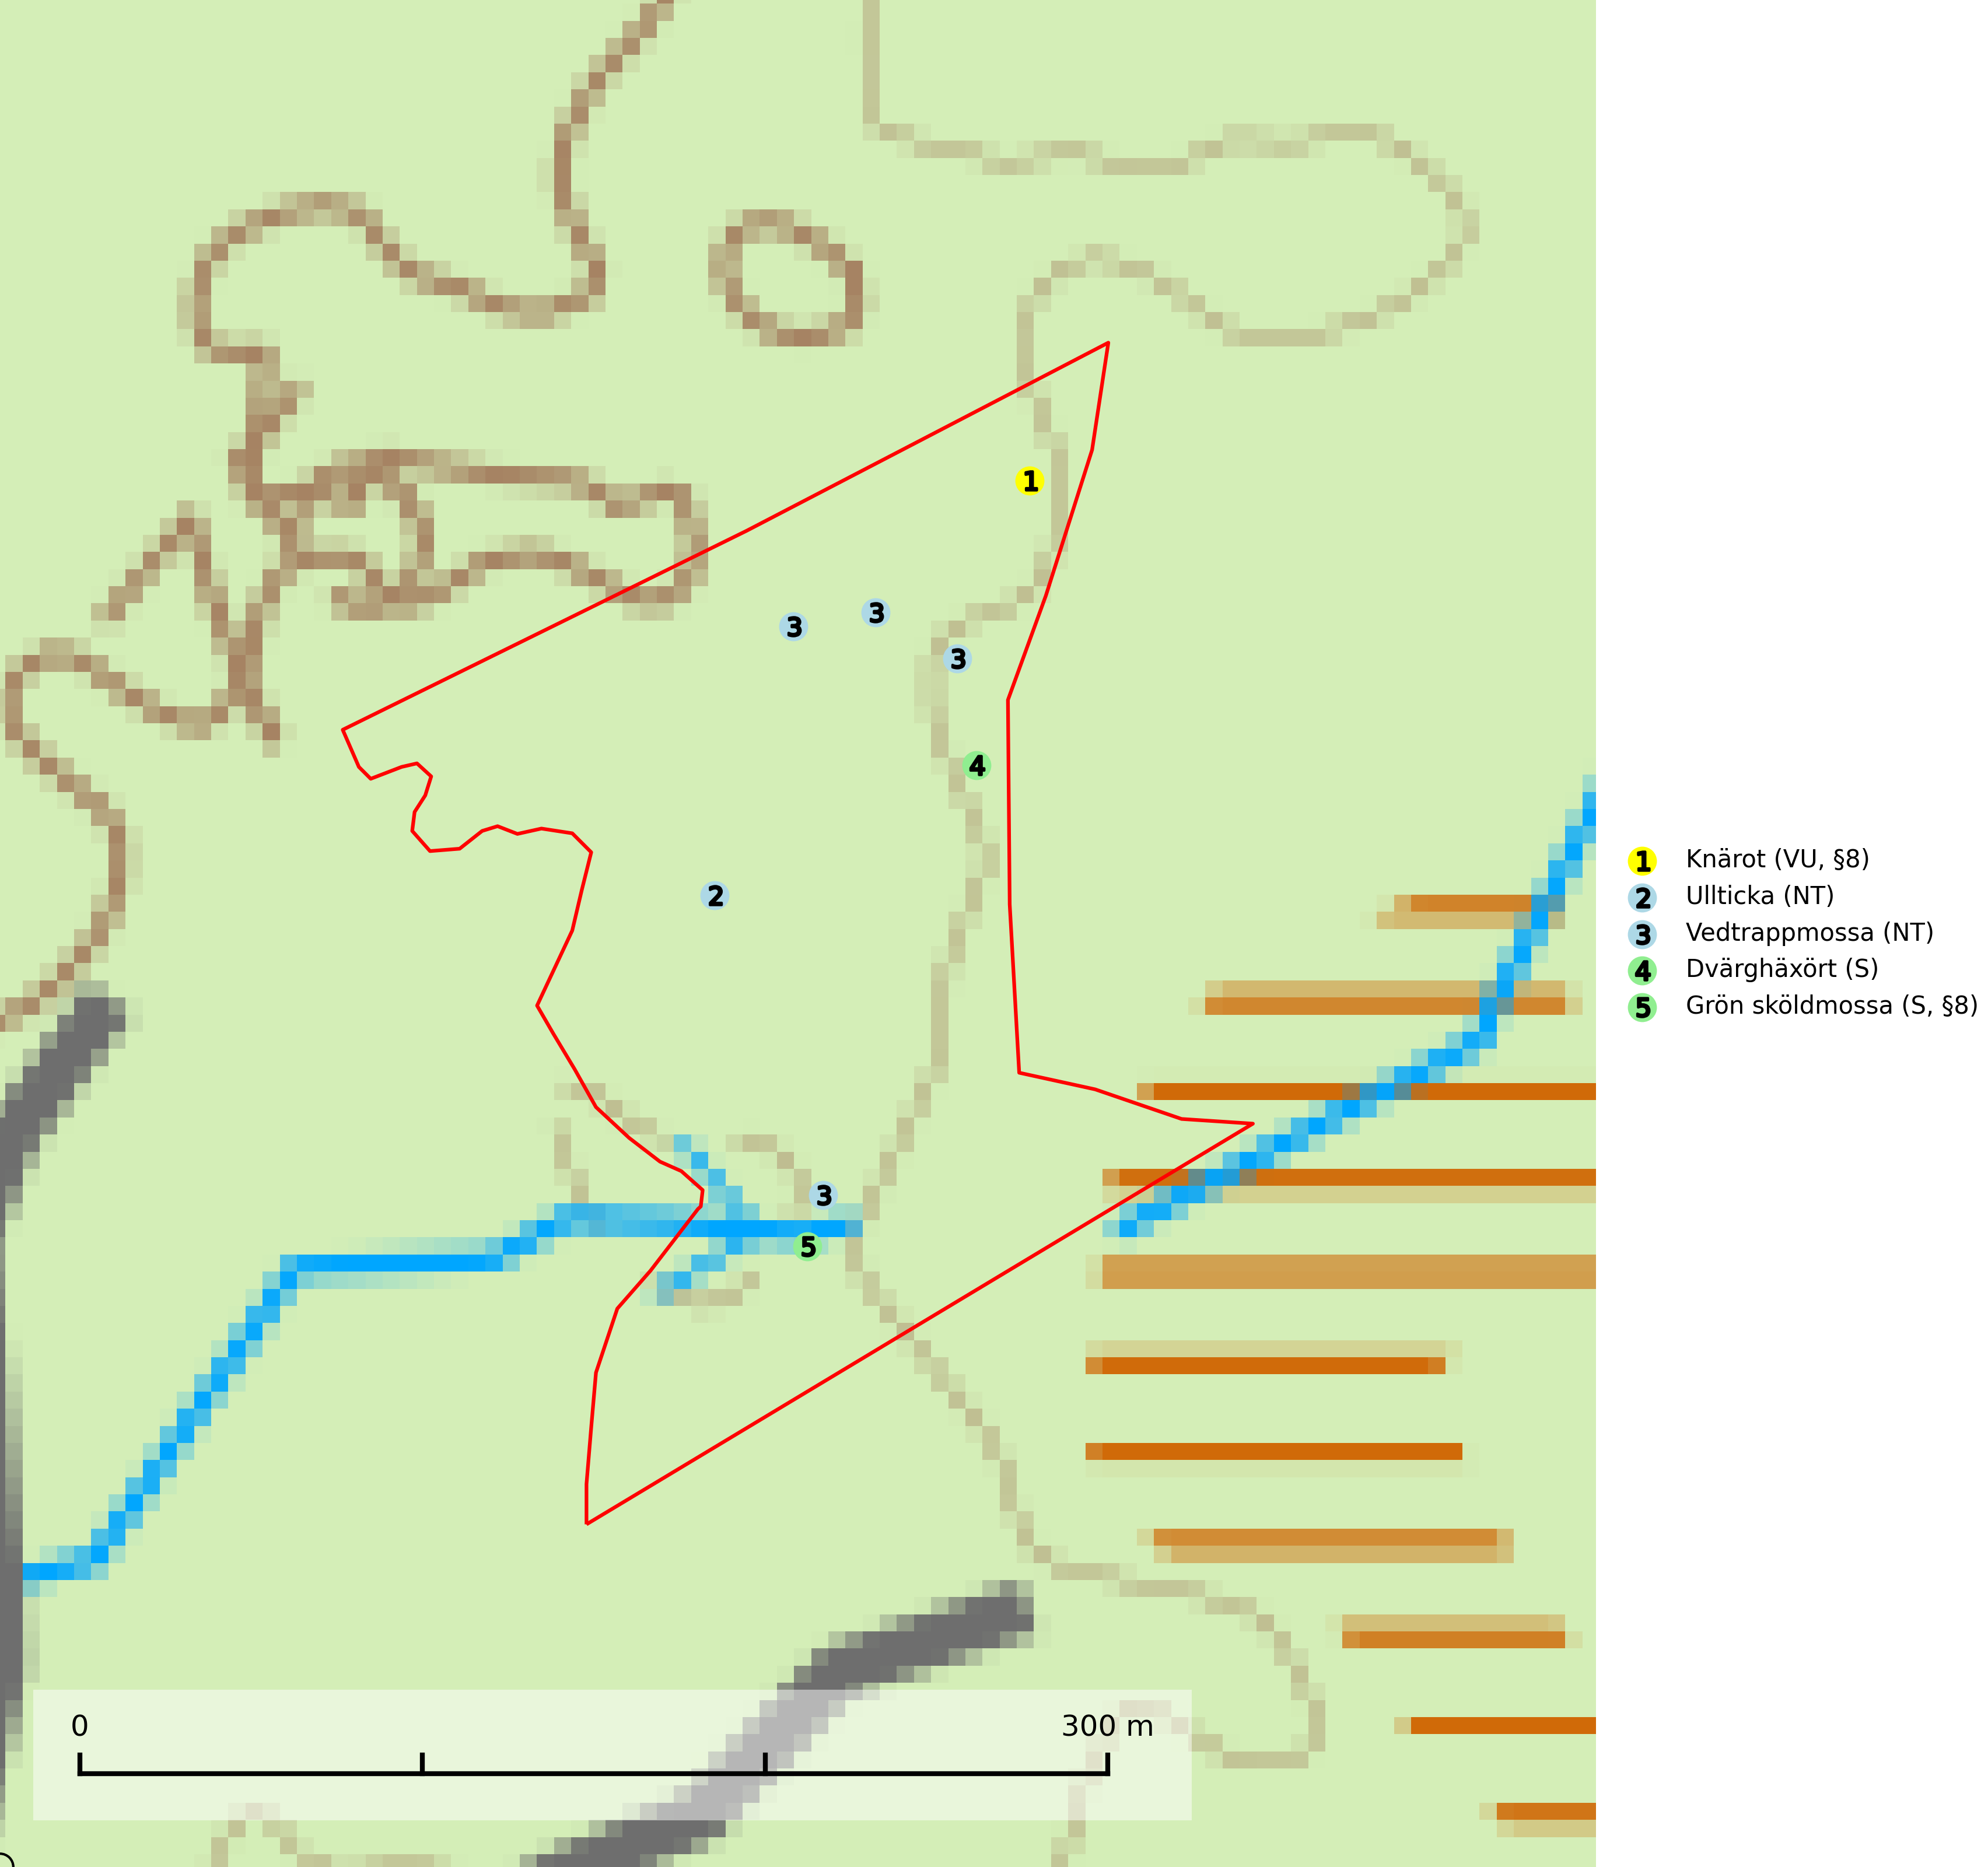 1
3
3
3
4
2
3
5
1 Knärot (VU, §8)
2 Ullticka (NT)
3 Vedtrappmossa (NT)
4 Dvärghäxört (S)
5 Grön sköldmossa (S, §8)
0 300 m